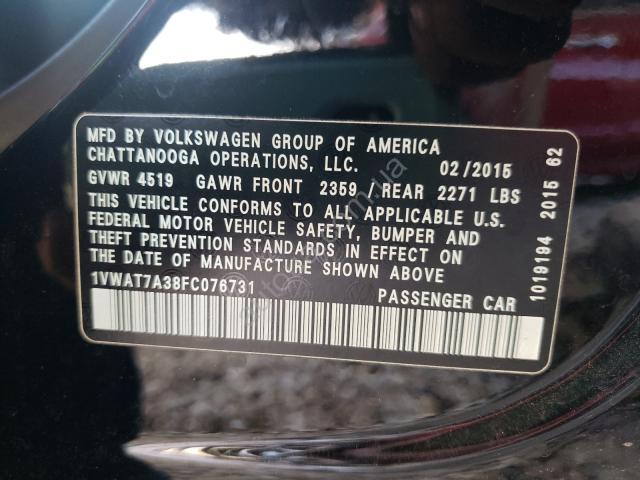 MFD BY VOLKSWAGEN GROUP OF AMERICA
CHATTANOOGA OPERATIONS, LLC. 02/2015
GVWR 4519 GAWR FRONT 2359 / REAR 2271 LBS
THIS VEHICLE CONFORMS TO ALL APPLICABLE U.S.
FEDERAL MOTOR VEHICLE SAFETY, BUMPER AND
THEFT PREVENTION STANDARDS IN EFFECT ON
THE DATE OF MANUFACTURE SHOWN ABOVE
1VWAT7A38FC076731 PASSENGER CAR
1019194 2015 62